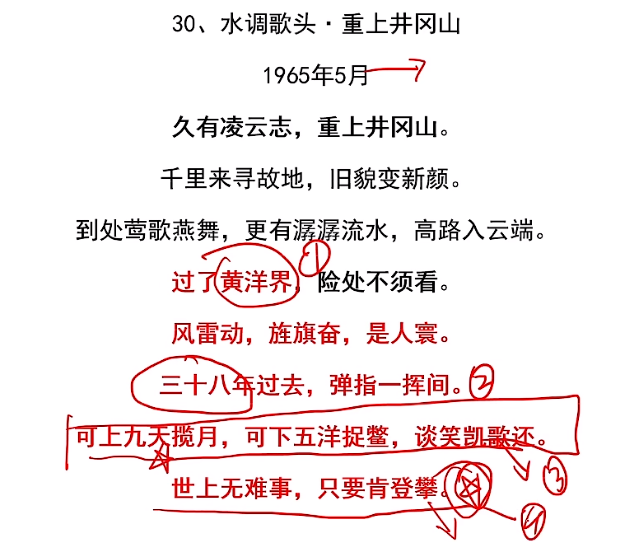 30、水调歌头·重上井冈山
1965年5月
久有凌云志，重上井冈山。
千里来寻故地，旧貌变新颜。
到处莺歌燕舞，更有潺潺流水，高路入云端。
过了黄洋界，险处不须看。
①
风雷动，旌旗奋，是人寰。
三十八年过去，弹指一挥间。
②
可上九天揽月，可下五洋捉鳖，谈笑凯歌还。
③
世上无难事，只要肯登攀。
④